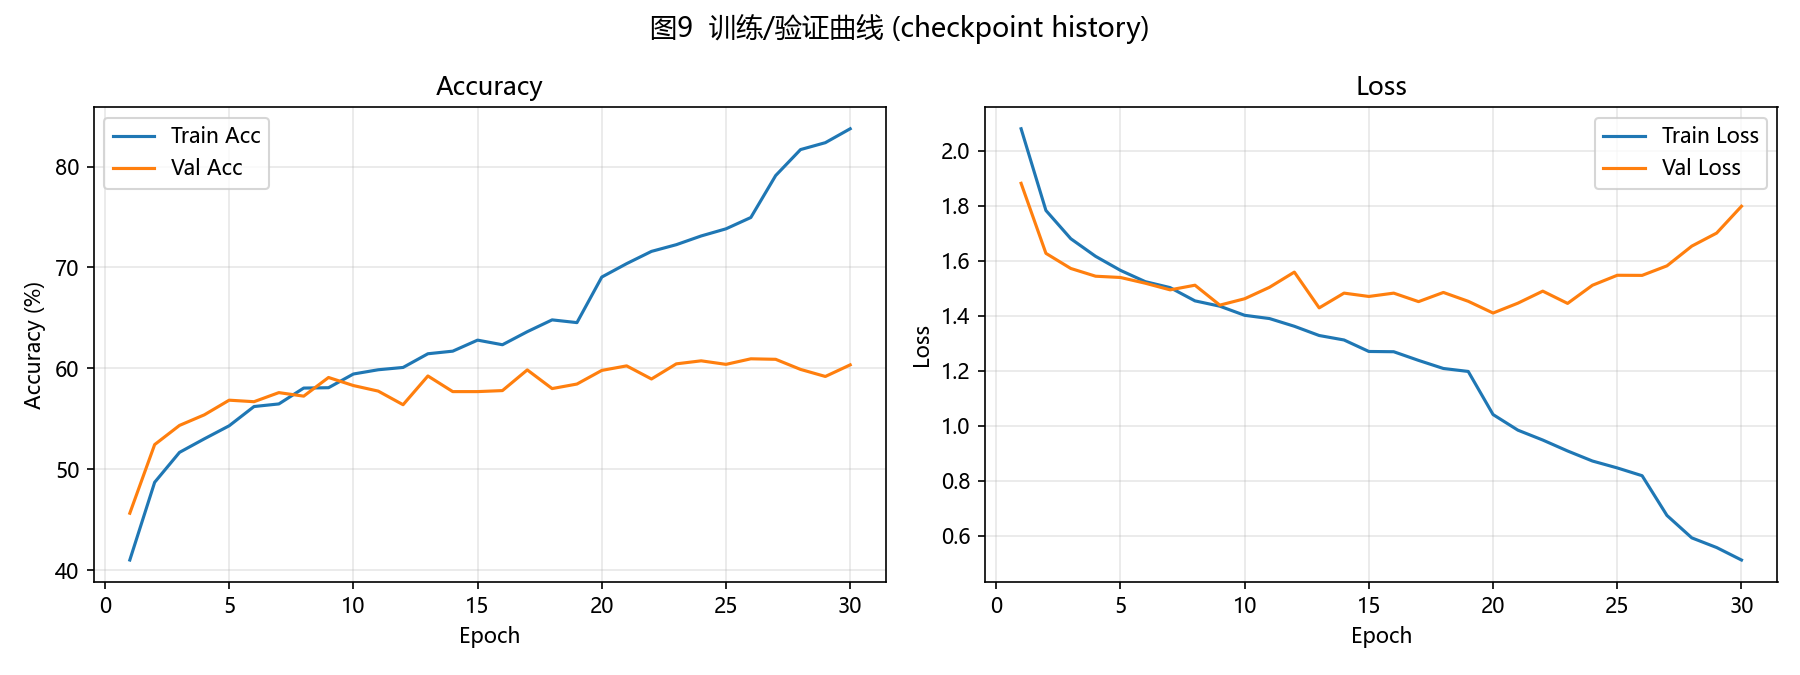 图9 训练/验证曲线 (checkpoint history)
Accuracy
Train Acc
Val Acc
80
70
60
50
40
Accuracy (%)
0 5 10 15 20 25 30
Epoch
Loss
Train Loss
Val Loss
2.0
1.8
1.6
1.4
1.2
1.0
0.8
0.6
Loss
0 5 10 15 20 25 30
Epoch